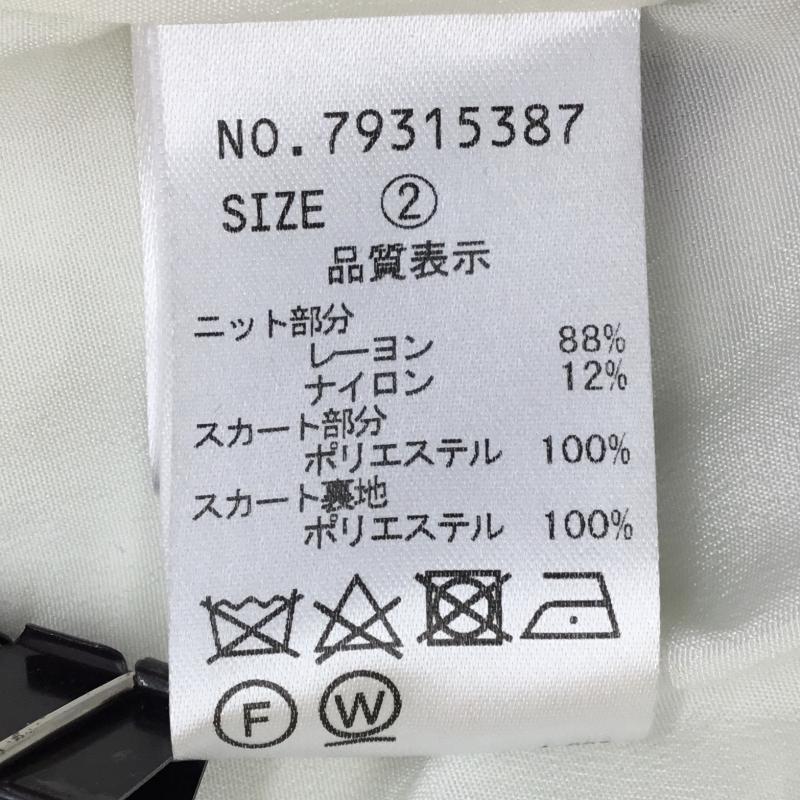 NO.79315387
SIZE ②
品質表示
ニット部分
レーヨン 88%
ナイロン 12%
スカート部分
ポリエステル 100%
スカート裏地
ポリエステル 100%
F W